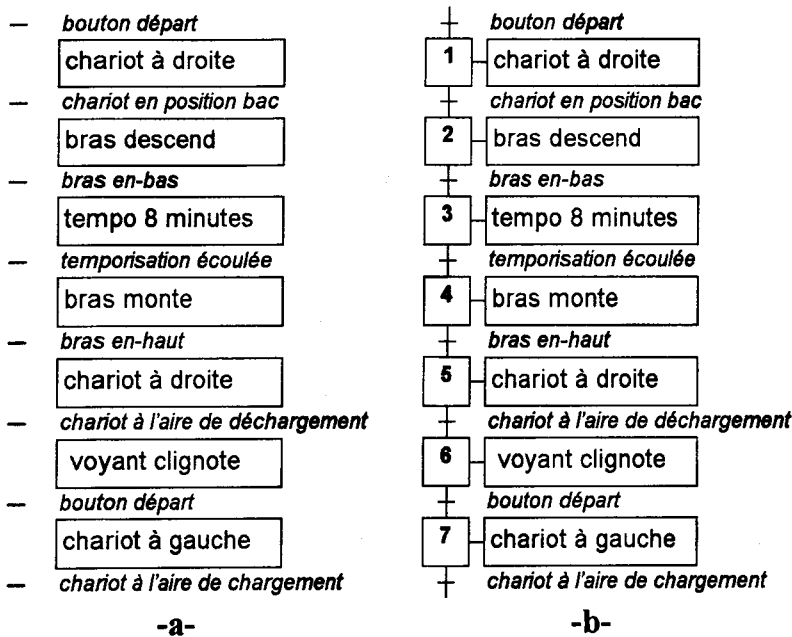 bouton départ
chariot à droite
chariot en position bac
bras descend
bras en-bas
tempo 8 minutes
temporisation écoulée
bras monte
bras en-haut
chariot à droite
chariot à l'aire de déchargement
voyant clignote
bouton départ
chariot à gauche
chariot à l'aire de chargement
-a-
bouton départ
1 chariot à droite
chariot en position bac
2 bras descend
bras en-bas
3 tempo 8 minutes
temporisation écoulée
4 bras monte
bras en-haut
5 chariot à droite
chariot à l'aire de déchargement
6 voyant clignote
bouton départ
7 chariot à gauche
chariot à l'aire de chargement
-b-